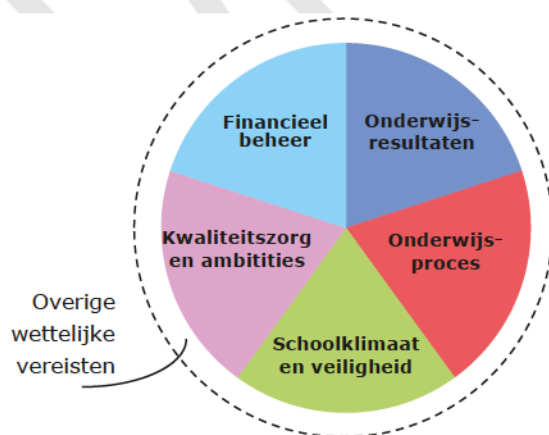 Financieel
beheer
Onderwijs-
resultaten
Kwaliteitszorg
en ambitities
Onderwijs-
proces
Schoolklimaat
en veiligheid
Overige
wettelijke
vereisten